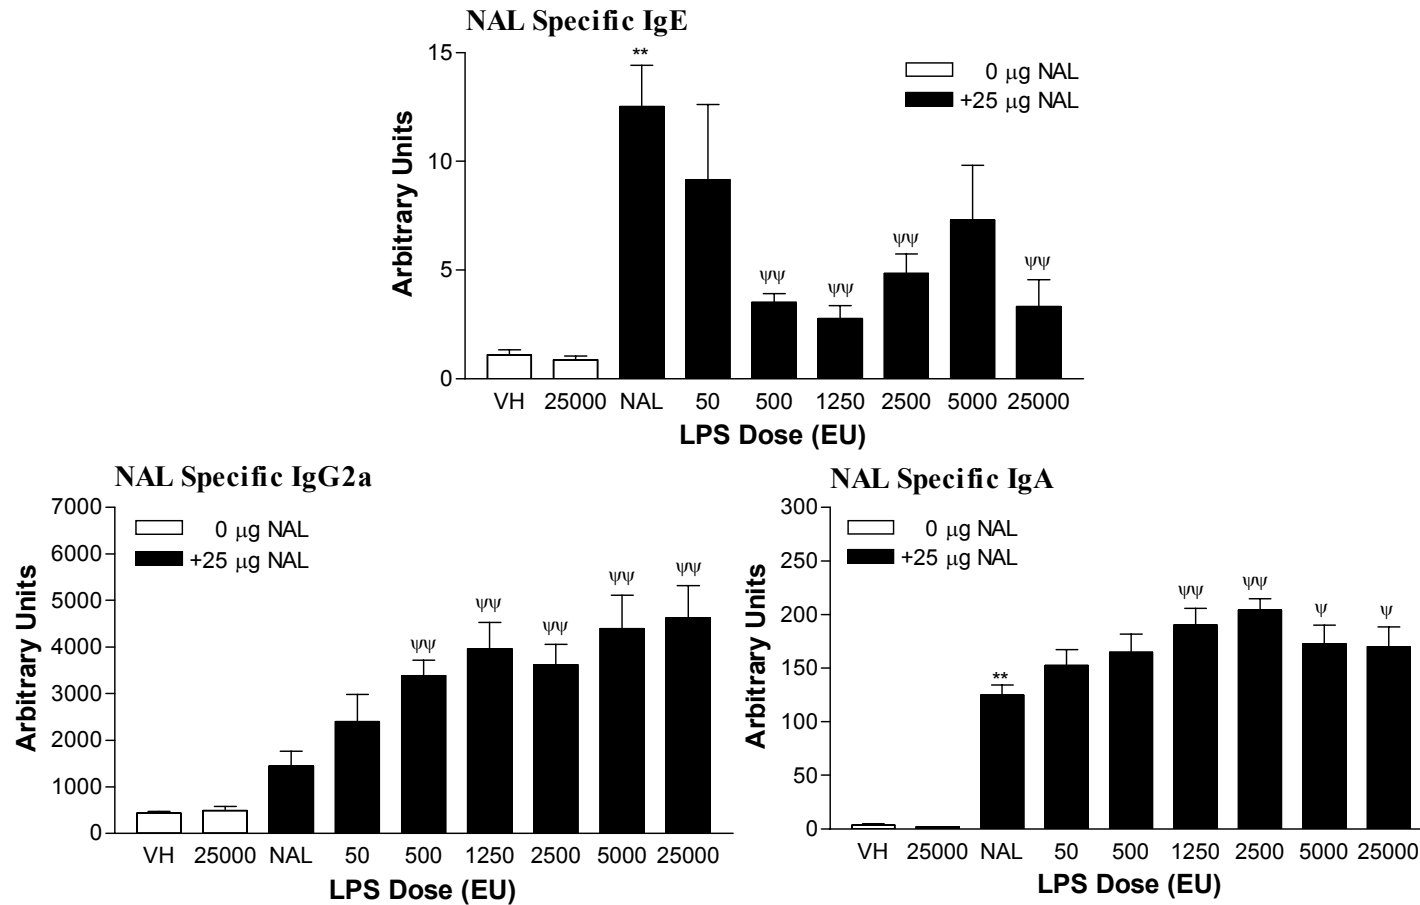 NAL Specific IgE
Arbitrary Units
15
10
5
0
**
ψψ
ψψ
ψψ
ψψ
0 μg NAL
+25 μg NAL
VH 25000 NAL 50 500 1250 2500 5000 25000
LPS Dose (EU)
NAL Specific IgG2a
Arbitrary Units
7000
6000
5000
4000
3000
2000
1000
0
0 μg NAL
+25 μg NAL
ψψ
ψψ
ψψ
ψψ
ψψ
VH 25000 NAL 50 500 1250 2500 5000 25000
LPS Dose (EU)
NAL Specific IgA
Arbitrary Units
300
250
200
150
100
50
0
0 μg NAL
+25 μg NAL
**
ψψ
ψψ
ψ
ψ
VH 25000 NAL 50 500 1250 2500 5000 25000
LPS Dose (EU)